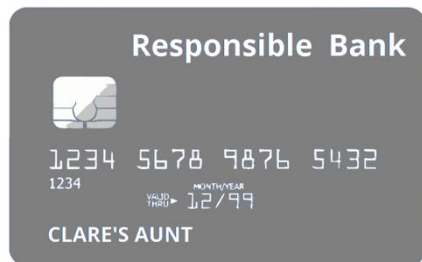 Responsible Bank
1234 5678 9876 5432
1234
MONTH/YEAR
VALID THRU ► 12/99
CLARE'S AUNT